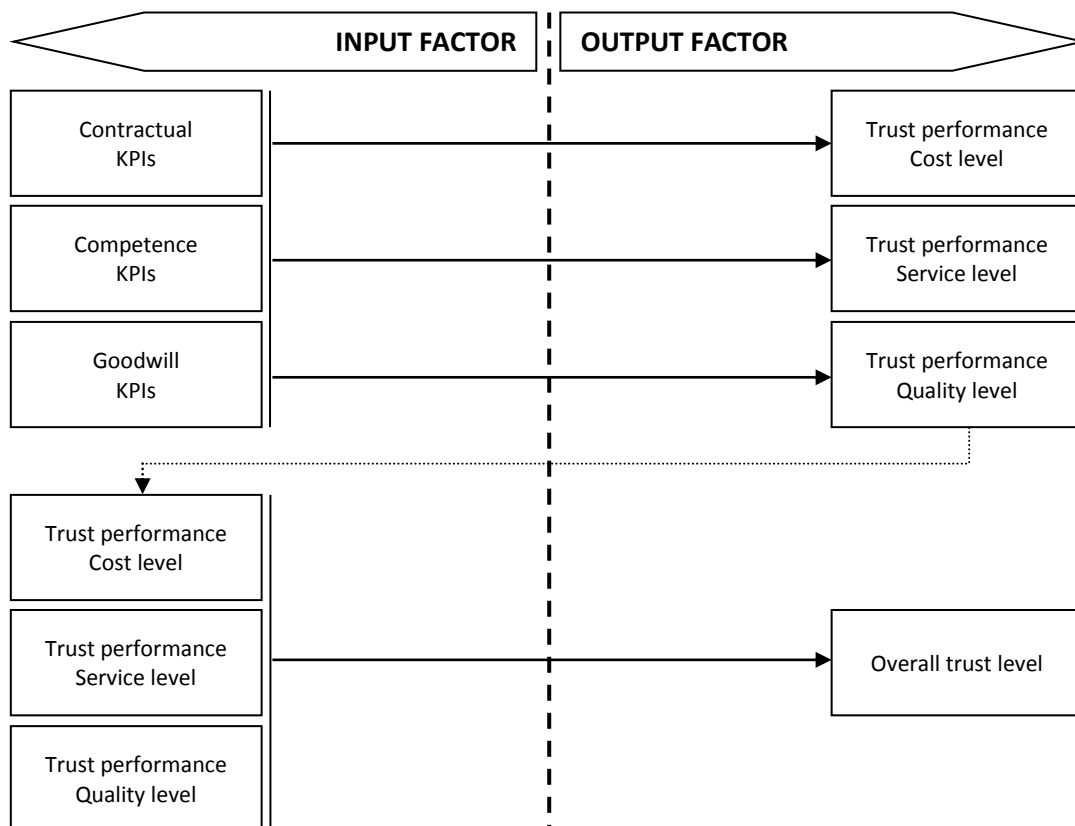 INPUT FACTOR
OUTPUT FACTOR
Contractual
KPIs
Trust performance
Cost level
Competence
KPIs
Trust performance
Service level
Goodwill
KPIs
Trust performance
Quality level
Trust performance
Cost level
Trust performance
Service level
Overall trust level
Trust performance
Quality level